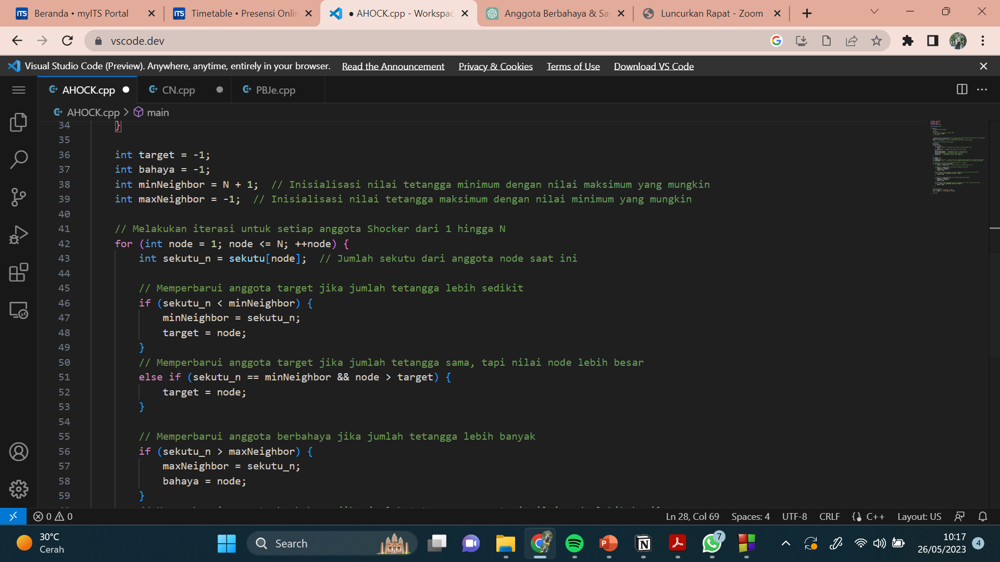 Beranda • myITS Portal
Timetable • Presensi Onlin
● AHOCK.cpp - Workspac
Anggota Berbahaya & Sas
Luncurkan Rapat - Zoom
vscode.dev
Visual Studio Code (Preview). Anywhere, anytime, entirely in your browser. Read the Announcement Privacy & Cookies Terms of Use Download VS Code
AHOCK.cpp
CN.cpp
PBJe.cpp
AHOCK.cpp > main
34 }
35
36 int target = -1;
37 int bahaya = -1;
38 int minNeighbor = N + 1; // Inisialisasi nilai tetangga minimum dengan nilai maksimum yang mungkin
39 int maxNeighbor = -1; // Inisialisasi nilai tetangga maksimum dengan nilai minimum yang mungkin
40
41 // Melakukan iterasi untuk setiap anggota Shocker dari 1 hingga N
42 for (int node = 1; node <= N; ++node) {
43 int sekutu_n = sekutu[node]; // Jumlah sekutu dari anggota node saat ini
44
45 // Memperbarui anggota target jika jumlah tetangga lebih sedikit
46 if (sekutu_n < minNeighbor) {
47 minNeighbor = sekutu_n;
48 target = node;
49 }
50 // Memperbarui anggota target jika jumlah tetangga sama, tapi nilai node lebih besar
51 else if (sekutu_n == minNeighbor && node > target) {
52 target = node;
53 }
54
55 // Memperbarui anggota berbahaya jika jumlah tetangga lebih banyak
56 if (sekutu_n > maxNeighbor) {
57 maxNeighbor = sekutu_n;
58 bahaya = node;
59 }
0 0
Ln 28, Col 69 Spaces: 4 UTF-8 CRLF C++ Layout: US
30°C
Cerah
Search
7
10:17
26/05/2023
4